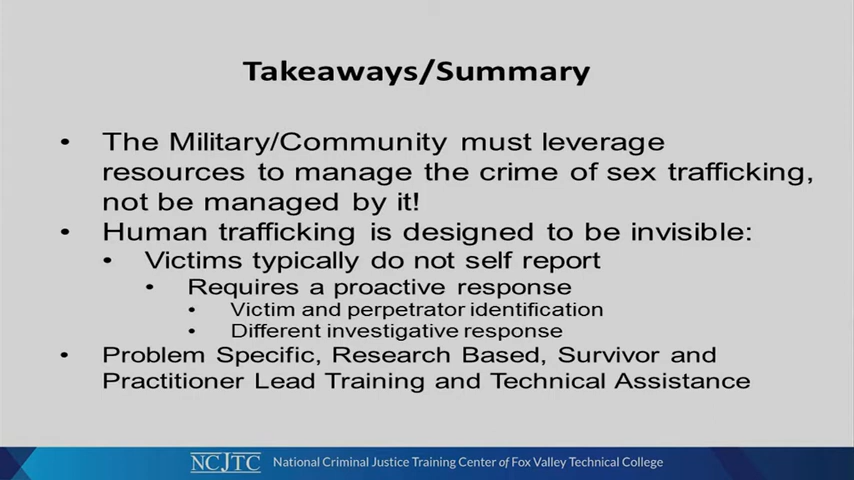 Takeaways/Summary
• The Military/Community must leverage
resources to manage the crime of sex trafficking,
not be managed by it!
• Human trafficking is designed to be invisible:
• Victims typically do not self report
• Requires a proactive response
• Victim and perpetrator identification
• Different investigative response
• Problem Specific, Research Based, Survivor and
Practitioner Lead Training and Technical Assistance
NCJTC National Criminal Justice Training Center of Fox Valley Technical College